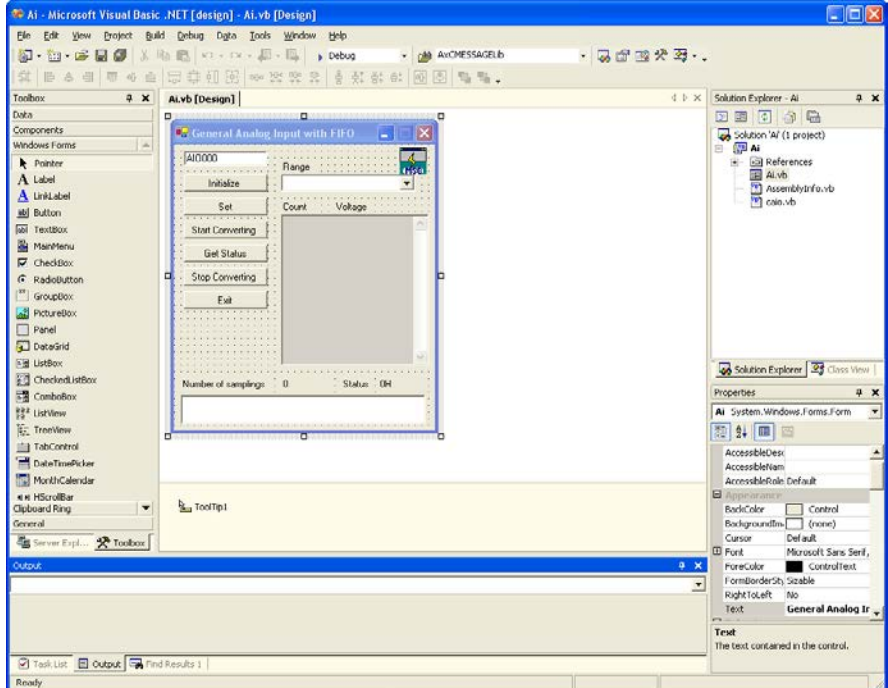 Ai - Microsoft Visual Basic .NET [design] - Ai.vb [Design]
File Edit View Project Build Debug Data Tools Window Help
Debug AxCMESSAGELib
Toolbox
Data
Components
Windows Forms
Pointer
Label
LinkLabel
Button
TextBox
MainMenu
CheckBox
RadioButton
GroupBox
PictureBox
Panel
DataGrid
ListBox
CheckedListBox
ComboBox
ListView
TreeView
TabControl
DateTimePicker
MonthCalendar
HScrollBar
Clipboard Ring
General
Server Expl... Toolbox
Ai.vb [Design]
General Analog Input with FIFO
AIO000
Range
Initialize
Set
Count Voltage
Start Converting
Get Status
Stop Converting
Exit
Number of samplings 0 Status 0H
ToolTip1
Solution Explorer - Ai
Solution 'Ai' (1 project)
Ai
References
Ai.vb
AssemblyInfo.vb
caio.vb
Solution Explorer Class View
Properties
Ai System.Windows.Forms.Form
AccessibleDesc
AccessibleNam
AccessibleRole Default
Appearance
BackColor Control
BackgroundIm (none)
Cursor Default
Font Microsoft Sans Serif,
ForeColor ControlText
FormBorderSty Sizable
RightToLeft No
Text General Analog Ir
Text
The text contained in the control.
Output
Task List Output Find Results 1
Ready